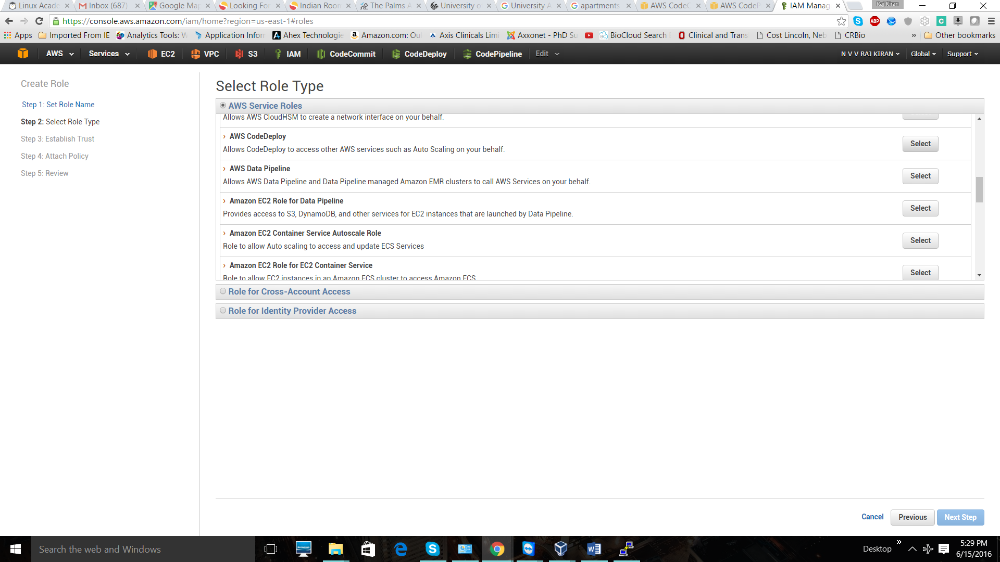 Linux Acade
Inbox (687)
Google Map
Looking For
Indian Room
The Palms A
University o
University A
apartments
AWS CodeC
AWS CodeP
IAM Manag
Raj Kiran
https://console.aws.amazon.com/iam/home?region=us-east-1#roles
Apps
Imported From IE
Analytics Tools: W
Application Infor
Ahex Technologie
Amazon.com: Ou
Axis Clinicals Limi
Axxonet - PhD Su
BioCloud Search
Clinical and Trans
Cost Lincoln, Neb
CRBio
»
Other bookmarks
AWS
Services
EC2
VPC
S3
IAM
CodeCommit
CodeDeploy
CodePipeline
Edit
N V V RAJ KIRAN
Global
Support
Create Role
Step 1: Set Role Name
Step 2: Select Role Type
Step 3: Establish Trust
Step 4: Attach Policy
Step 5: Review
Select Role Type
AWS Service Roles
Allows AWS CloudHSM to create a network interface on your behalf.
› AWS CodeDeploy
Allows CodeDeploy to access other AWS services such as Auto Scaling on your behalf.
Select
› AWS Data Pipeline
Allows AWS Data Pipeline and Data Pipeline managed Amazon EMR clusters to call AWS Services on your behalf.
Select
› Amazon EC2 Role for Data Pipeline
Provides access to S3, DynamoDB, and other services for EC2 instances that are launched by Data Pipeline.
Select
› Amazon EC2 Container Service Autoscale Role
Role to allow Auto scaling to access and update ECS Services
Select
› Amazon EC2 Role for EC2 Container Service
Role to allow EC2 instances in an Amazon ECS cluster to access Amazon ECS.
Select
Role for Cross-Account Access
Role for Identity Provider Access
Cancel
Previous
Next Step
Search the web and Windows
Desktop
»
5:29 PM
6/15/2016